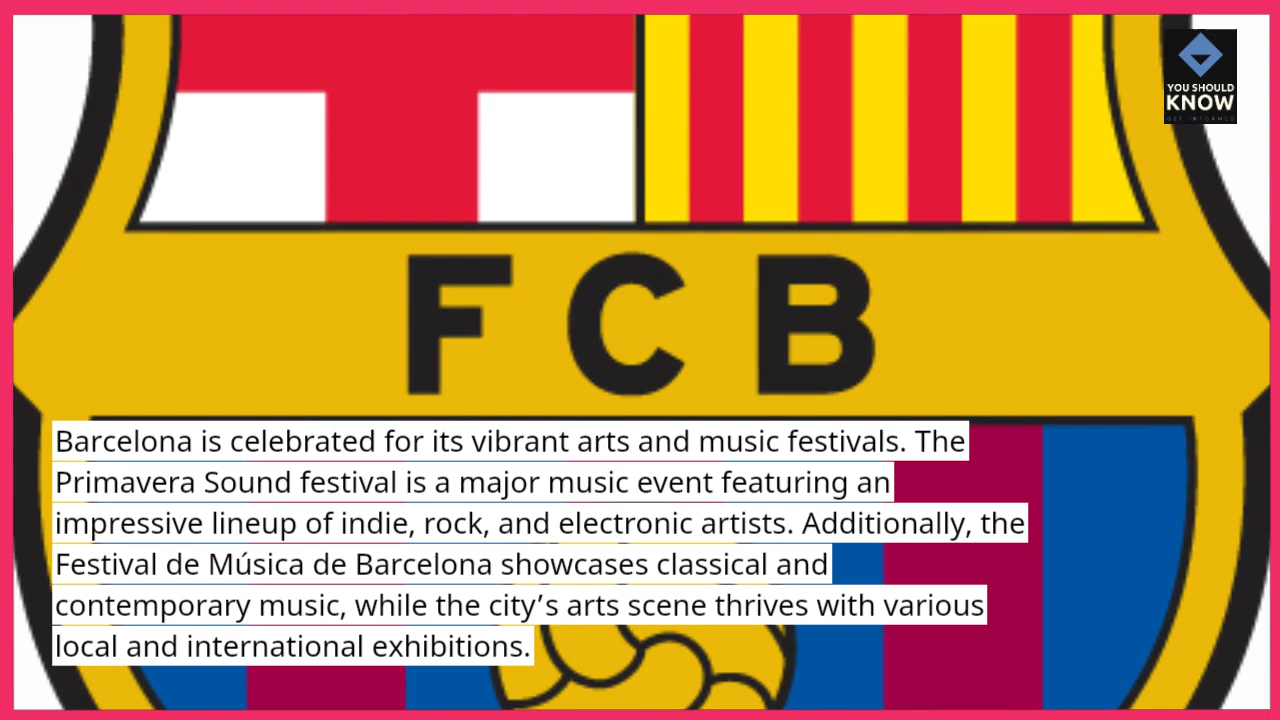 YOU SHOULD
KNOW
GET INFORMED
F C B
Barcelona is celebrated for its vibrant arts and music festivals. The
Primavera Sound festival is a major music event featuring an
impressive lineup of indie, rock, and electronic artists. Additionally, the
Festival de Música de Barcelona showcases classical and
contemporary music, while the city’s arts scene thrives with various
local and international exhibitions.